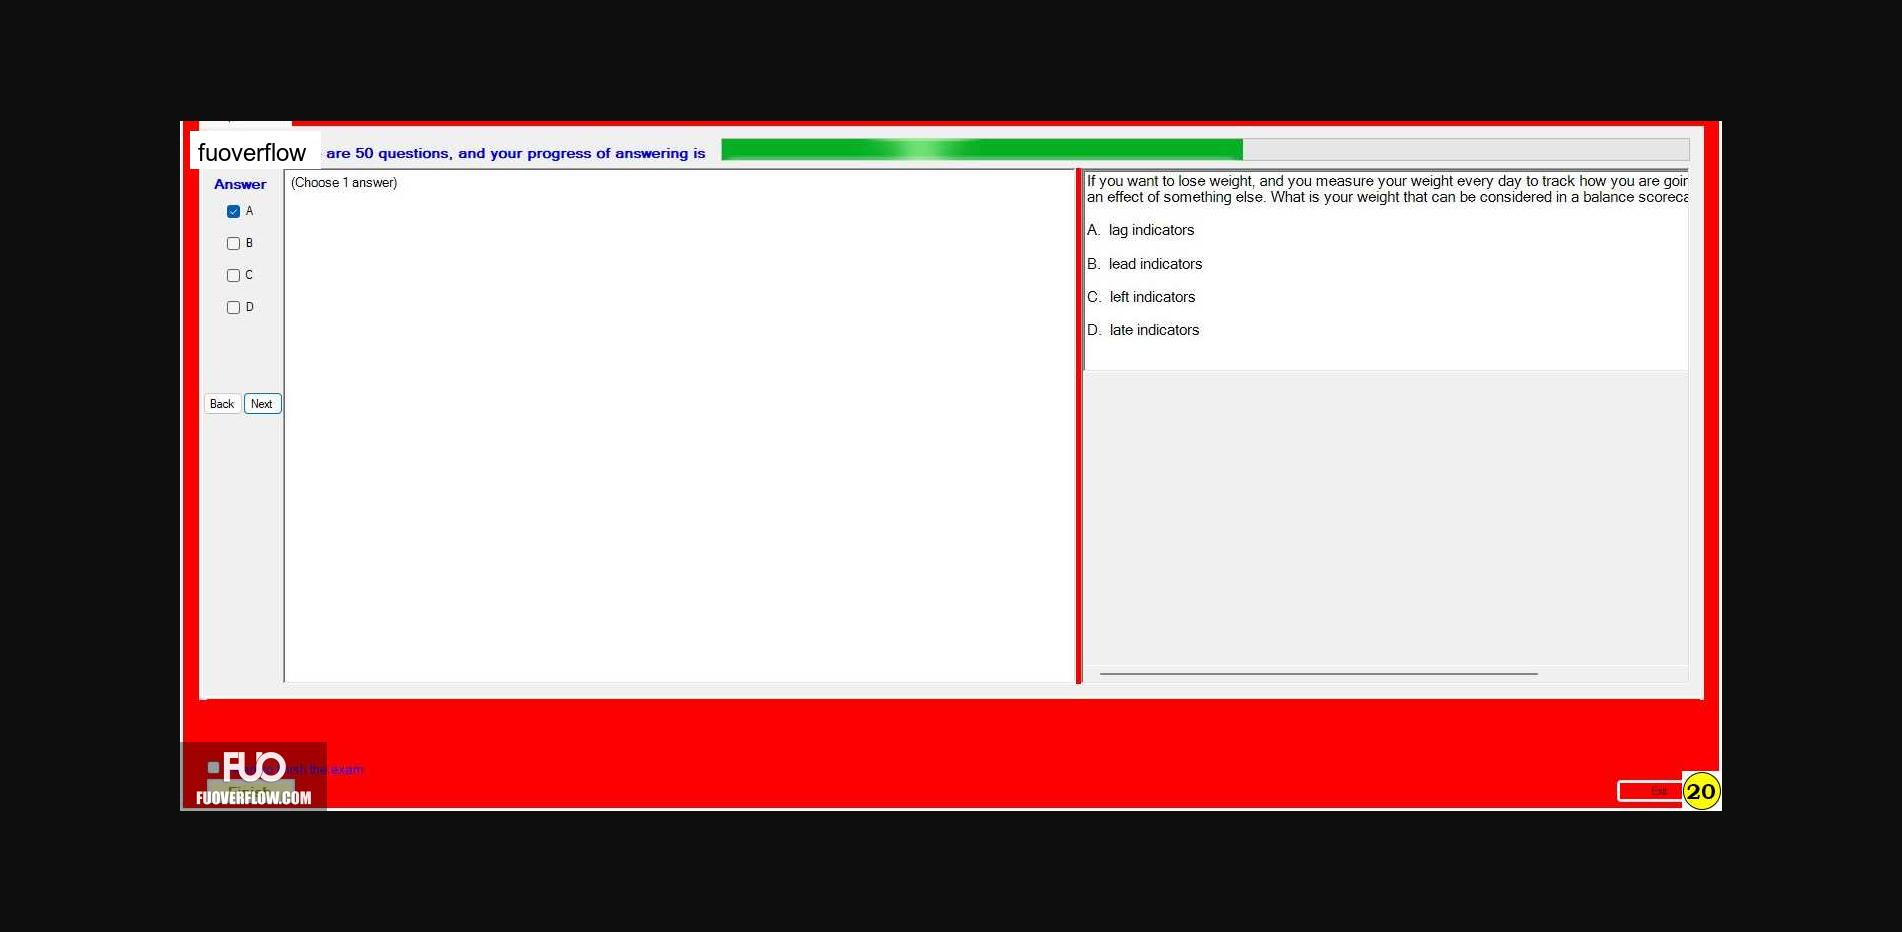 fuoverflow are 50 questions, and your progress of answering is
Answer
A
B
C
D
Back Next
(Choose 1 answer)
If you want to lose weight, and you measure your weight every day to track how you are goin
an effect of something else. What is your weight that can be considered in a balance scoreca
A. lag indicators
B. lead indicators
C. left indicators
D. late indicators
FUO
the exam
Finish
FUOVERFLOW.COM
Exit
20